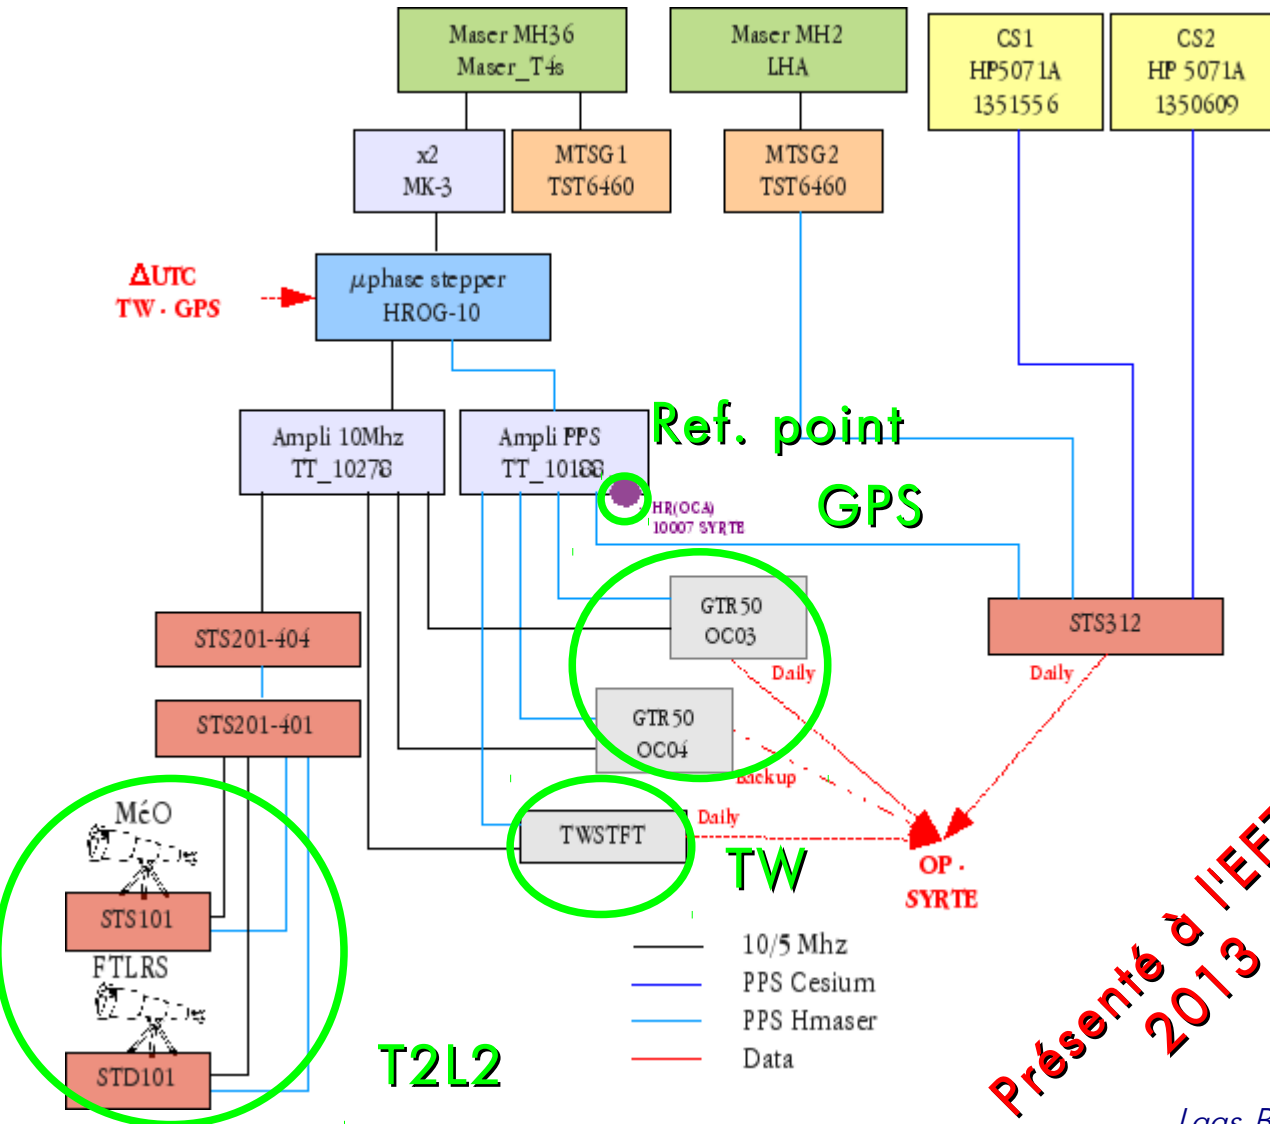 Maser MH36
Maser_T4s
Maser MH2
LHA
CS1
HP5071A
1351556
CS2
HP 5071A
1350609
x2
MK-3
MTSG1
TST6460
MTSG2
TST6460
ΔUTC
TW - GPS
µphase stepper
HROG-10
Ampli 10Mhz
TT_10278
Ampli PPS
TT_10188
Ref. point
GPS
HR(OCA)
10007 SYRTE
GTR50
OC03
STS201-404
STS312
Daily
Daily
STS201-401
GTR50
OC04
Backup
MéO
TWSTFT
Daily
TW
OP -
SYRTE
STS101
FTLRS
STD101
T2L2
10/5 Mhz
PPS Cesium
PPS Hmaser
Data
Présenté à l'EFT
2013